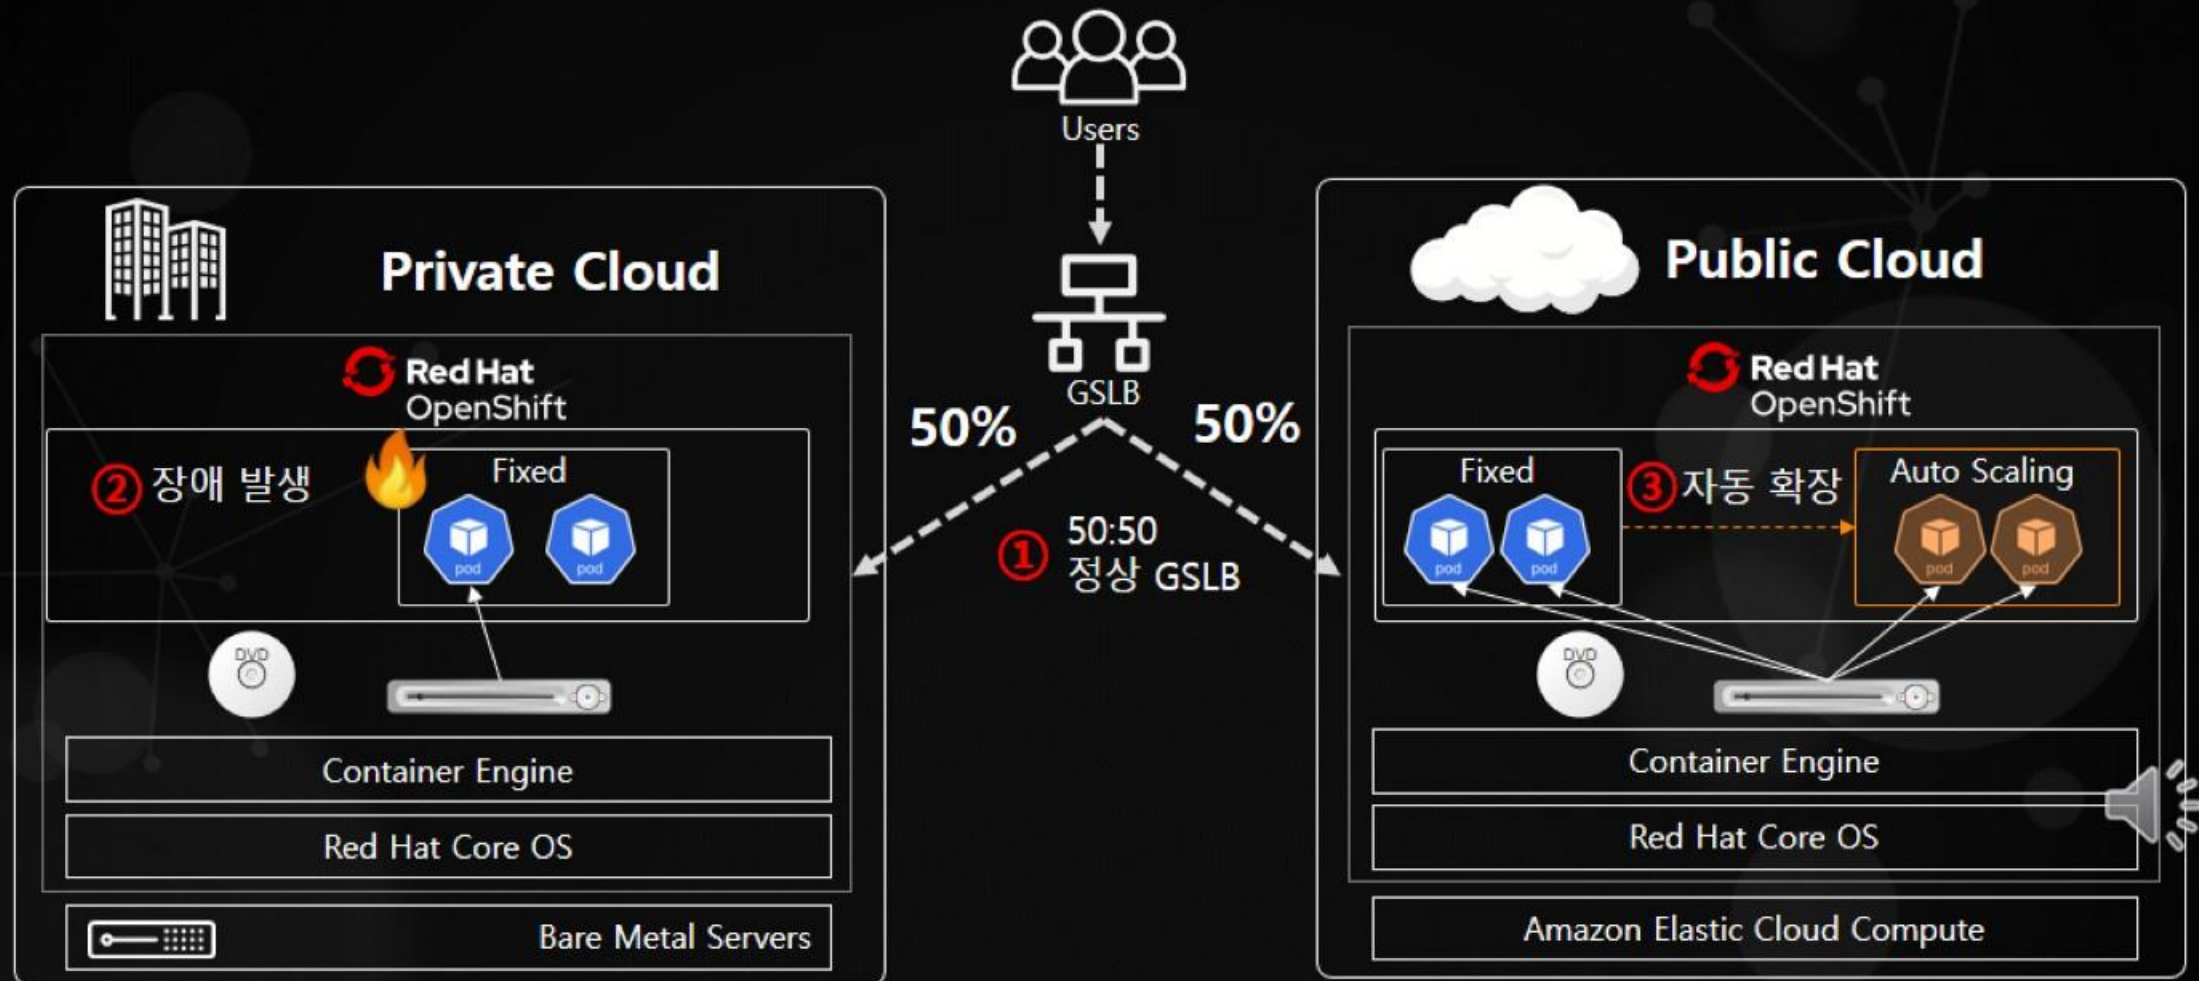 Users
GSLB
50%
50%
① 50:50
정상 GSLB
Private Cloud
Red Hat
OpenShift
② 장애 발생
Fixed
pod
pod
DVD
Container Engine
Red Hat Core OS
Bare Metal Servers
Public Cloud
Red Hat
OpenShift
Fixed
③ 자동 확장
Auto Scaling
pod
pod
pod
pod
DVD
Container Engine
Red Hat Core OS
Amazon Elastic Cloud Compute